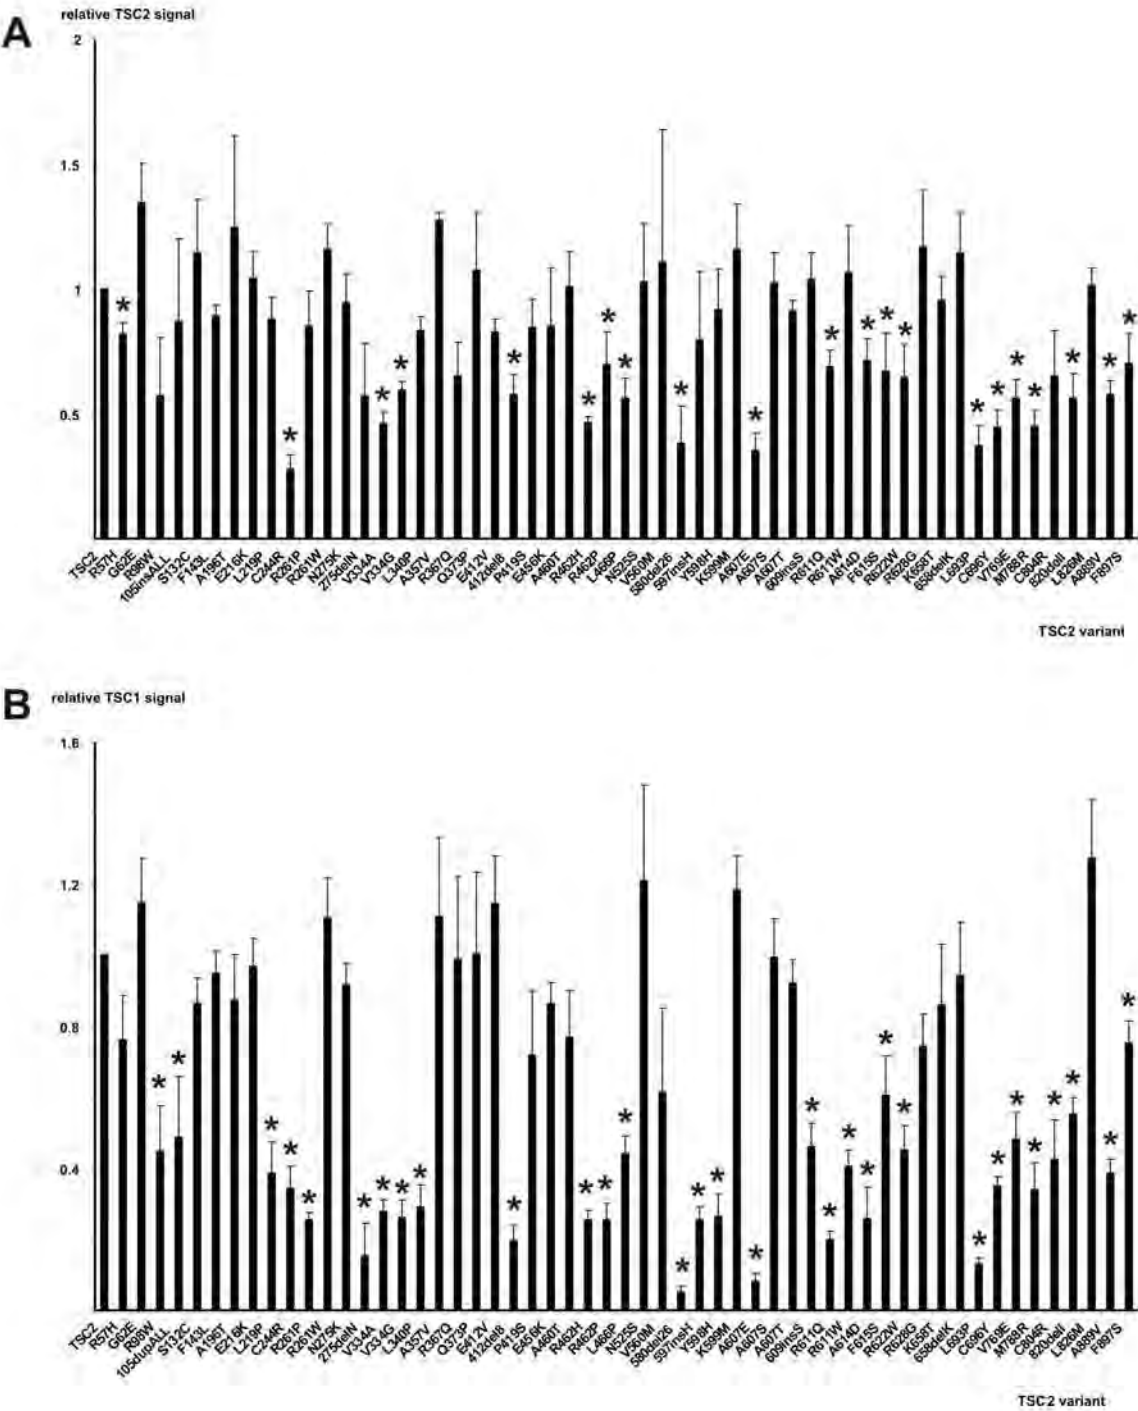 A
relative TSC2 signal
2
1.5
1
0.5
TSC2
R57H
G62E
R98W
105insALL
S132C
F143L
A196T
E216K
L219P
C244R
R261P
R261W
N275K
275delN
V334A
V334G
L340P
A357V
R367Q
Q373P
E412V
412del8
P419S
E456K
A460T
R462H
R462P
L466P
N525S
V560M
580del26
597insH
Y598H
K599M
A607E
A607S
A607T
609insS
R611Q
R611W
A614D
F615S
R622W
R628G
K658T
658delK
L693P
C696Y
V769E
M788R
C804R
820delI
L826M
A869V
F897S
TSC2 variant
B
relative TSC1 signal
1.6
1.2
0.8
0.4
TSC2
R57H
G62E
R98W
105dupALL
S132C
F143L
A196T
E216K
L219P
C244R
R261P
R261W
N275K
275delN
V334A
V334G
L340P
A357V
R367Q
Q373P
E412V
412del8
P419S
E456K
A460T
R462H
R462P
L466P
N525S
V560M
580del26
597insH
Y598H
K599M
A607E
A607S
A607T
609insS
R611Q
R611W
A614D
F615S
R622W
R628G
K658T
658delK
L693P
C696Y
V769E
M788R
C804R
820delI
L826M
A869V
F897S
TSC2 variant